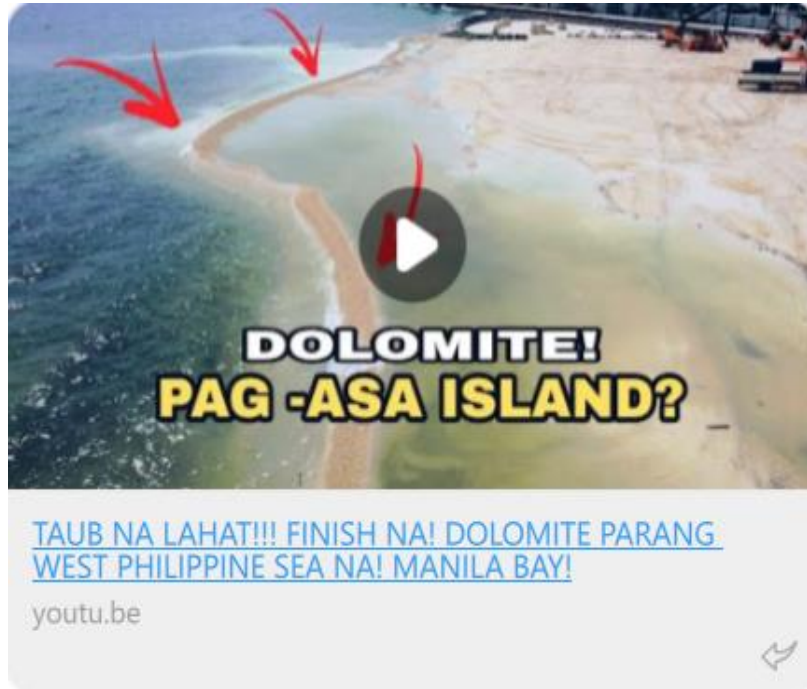 DOLOMITE!
PAG -ASA ISLAND?
TAUB NA LAHAT!!! FINISH NA! DOLOMITE PARANG
WEST PHILIPPINE SEA NA! MANILA BAY!
youtu.be